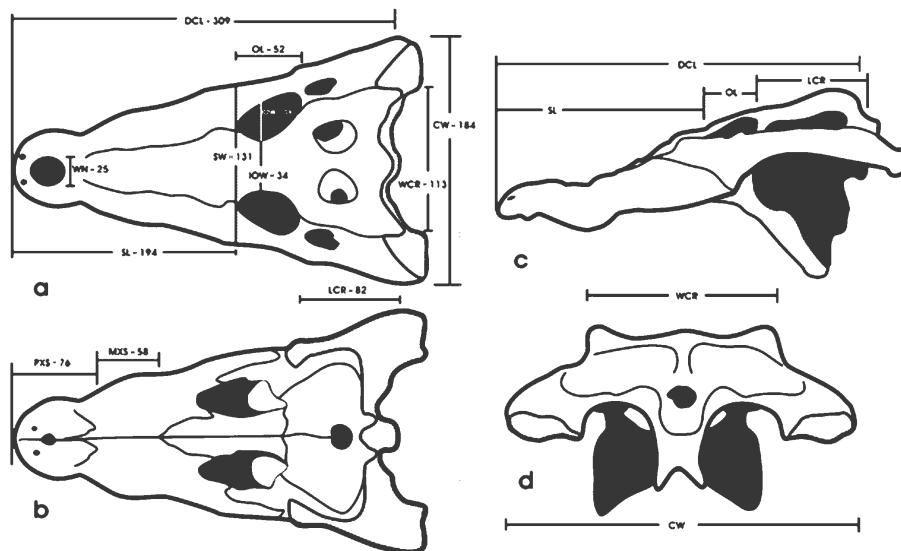 DCL - 309
OL - 52
CW - 184
WN - 25
SW - 131
IOW - 34
WCR - 113
SL - 194
a
DCL
LCR
OL
SL
c
LCR - 82
PXS - 76
MXS - 58
b
WCR
d
CW